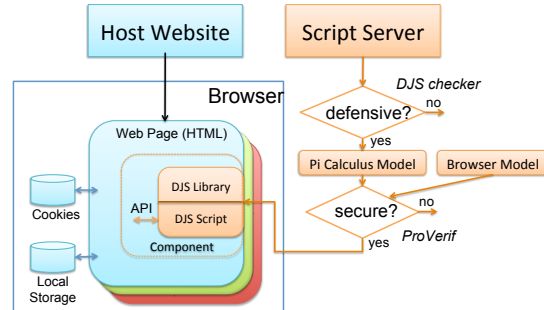 Host Website
Script Server
Browser
DJS checker
defensive?
no
yes
Web Page (HTML)
Pi Calculus Model
Browser Model
DJS Library
API
DJS Script
Component
Cookies
secure?
no
yes
ProVerif
Local
Storage